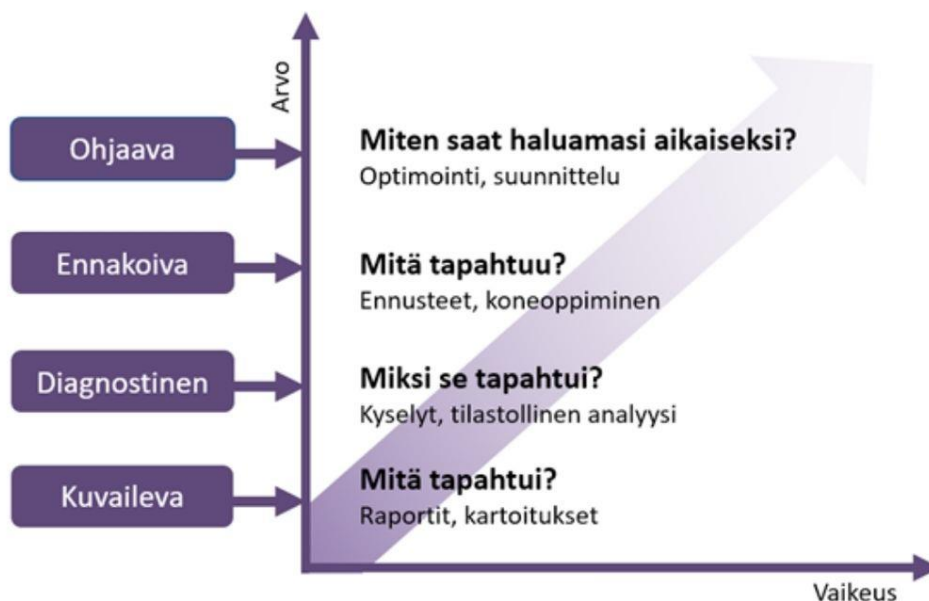 Arvo
Ohjaava
Miten saat haluamasi aikaiseksi?
Optimointi, suunnittelu
Ennakoiva
Mitä tapahtuu?
Ennusteet, koneoppiminen
Diagnostinen
Miksi se tapahtui?
Kyselyt, tilastollinen analyysi
Kuvaileva
Mitä tapahtui?
Raportit, kartoitukset
Vaikeus